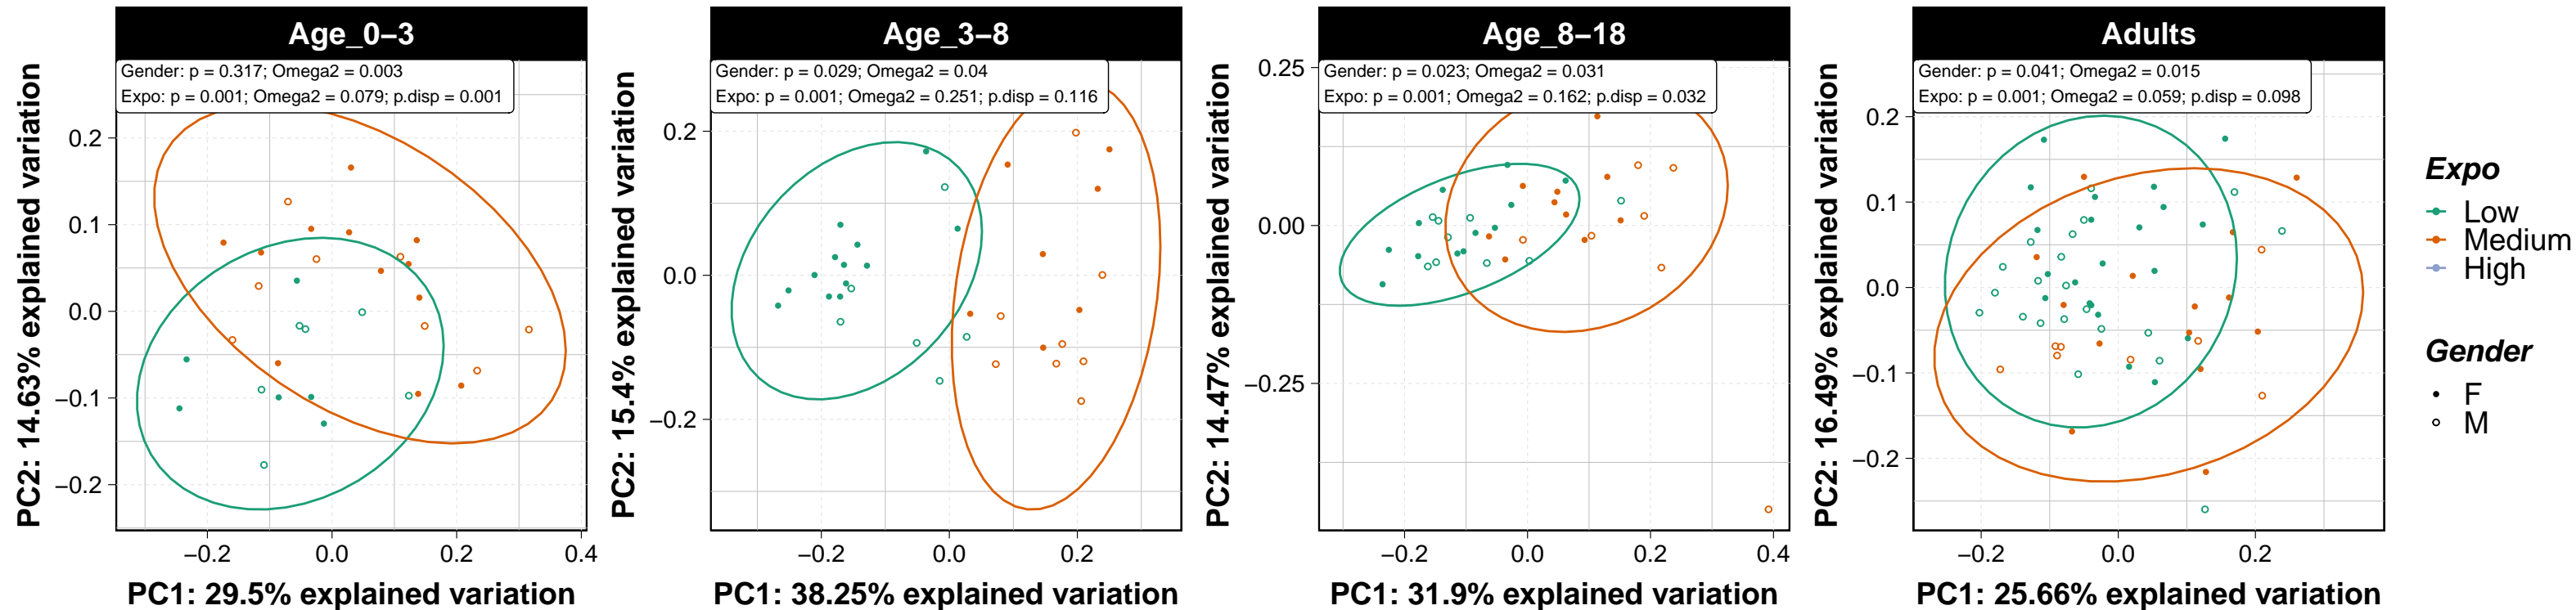 Age_0–3
Gender: p = 0.317; Omega2 = 0.003
Expo: p = 0.001; Omega2 = 0.079; p.disp = 0.001
PC2: 14.63% explained variation
0.2
0.1
0.0
−0.1
−0.2
−0.2
0.0
0.2
0.4
PC1: 29.5% explained variation
Age_3–8
Gender: p = 0.029; Omega2 = 0.04
Expo: p = 0.001; Omega2 = 0.251; p.disp = 0.116
PC2: 15.4% explained variation
0.2
0.0
−0.2
−0.2
0.0
0.2
PC1: 38.25% explained variation
Age_8–18
Gender: p = 0.023; Omega2 = 0.031
Expo: p = 0.001; Omega2 = 0.162; p.disp = 0.032
PC2: 14.47% explained variation
0.25
0.00
−0.25
−0.2
0.0
0.2
0.4
PC1: 31.9% explained variation
Adults
Gender: p = 0.041; Omega2 = 0.015
Expo: p = 0.001; Omega2 = 0.059; p.disp = 0.098
PC2: 16.49% explained variation
0.2
0.1
0.0
−0.1
−0.2
−0.2
0.0
0.2
PC1: 25.66% explained variation
Expo
Low
Medium
High
Gender
F
M